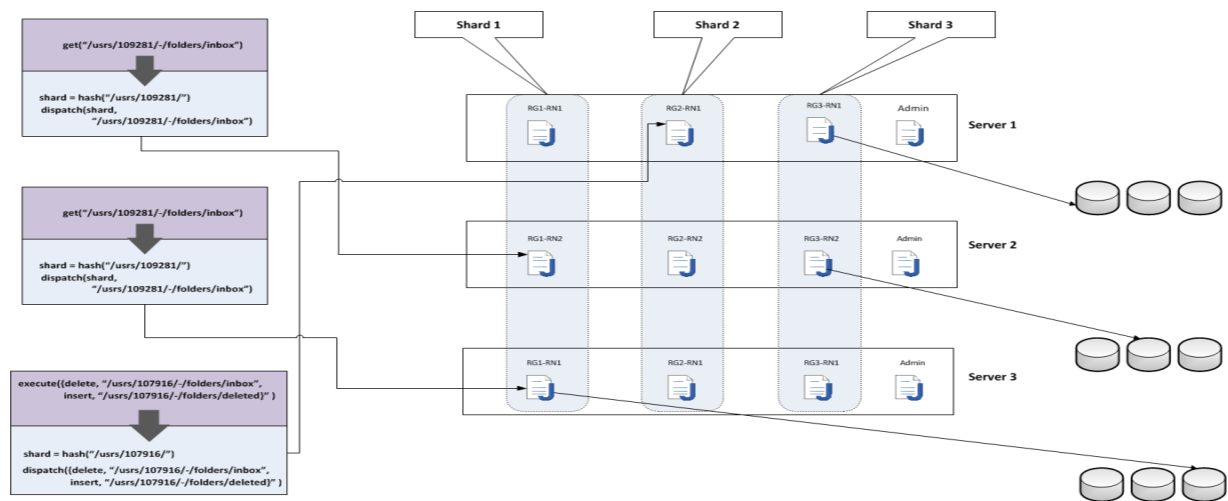 Shard 1
Shard 2
Shard 3
get("/usrs/109281/-/folders/inbox")
shard = hash("/usrs/109281/")
dispatch(shard,
"/usrs/109281/-/folders/inbox")
get("/usrs/109281/-/folders/inbox")
shard = hash("/usrs/109281/")
dispatch(shard,
"/usrs/109281/-/folders/inbox")
execute({delete, "/usrs/107916/-/folders/inbox",
insert, "/usrs/107916/-/folders/deleted}" )
shard = hash("/usrs/107916/")
dispatch({delete, "/usrs/107916/-/folders/inbox",
insert, "/usrs/107916/-/folders/deleted}" )
RG1-RN1
RG2-RN1
RG3-RN1
Admin
Server 1
RG1-RN2
RG2-RN2
RG3-RN2
Admin
Server 2
RG1-RN1
RG2-RN1
RG3-RN1
Admin
Server 3